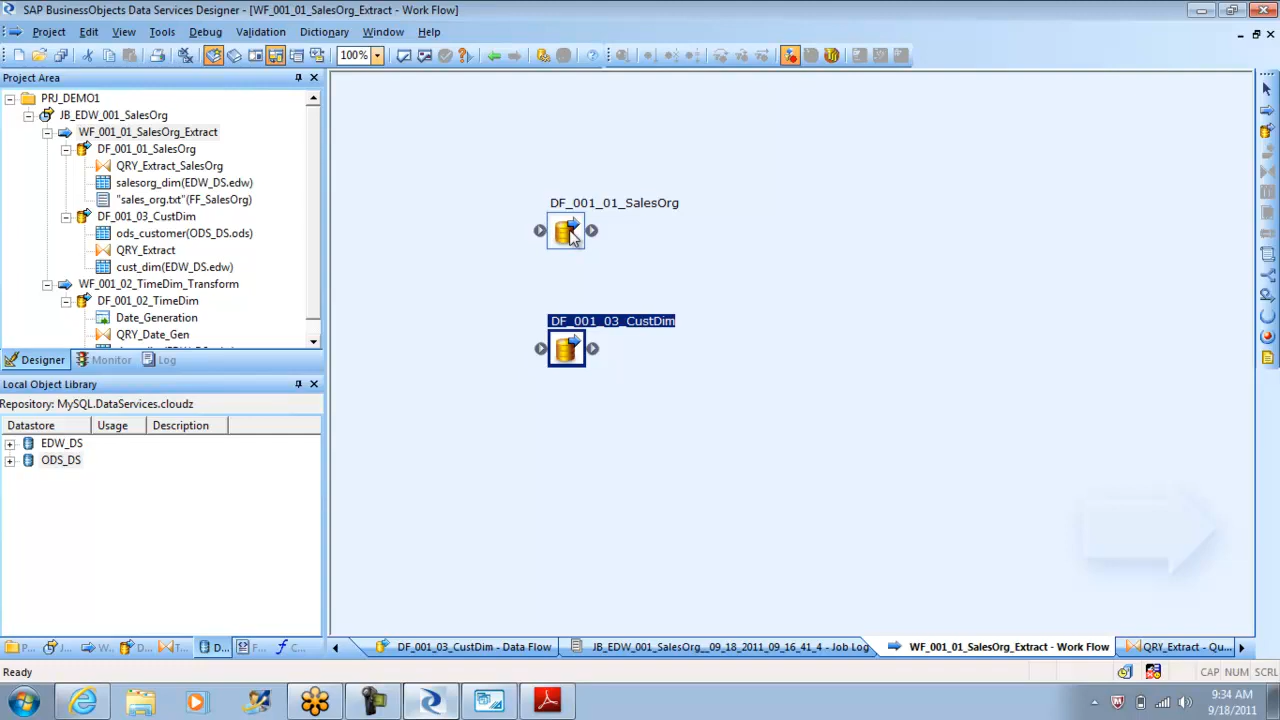 SAP BusinessObjects Data Services Designer - [WF_001_01_SalesOrg_Extract - Work Flow]
Project Edit View Tools Debug Validation Dictionary Window Help
100%
Project Area
PRJ_DEMO1
JB_EDW_001_SalesOrg
WF_001_01_SalesOrg_Extract
DF_001_01_SalesOrg
QRY_Extract_SalesOrg
salesorg_dim(EDW_DS.edw)
"sales_org.txt"(FF_SalesOrg)
DF_001_03_CustDim
ods_customer(ODS_DS.ods)
QRY_Extract
cust_dim(EDW_DS.edw)
WF_001_02_TimeDim_Transform
DF_001_02_TimeDim
Date_Generation
QRY_Date_Gen
Designer Monitor Log
Local Object Library
Repository: MySQL.DataServices.cloudz
Datastore Usage Description
EDW_DS
ODS_DS
DF_001_01_SalesOrg
DF_001_03_CustDim
P... J... W... D... T... D... F... C...
DF_001_03_CustDim - Data Flow
JB_EDW_001_SalesOrg__09_18_2011_09_16_41_4 - Job Log
WF_001_01_SalesOrg_Extract - Work Flow
QRY_Extract - Qu...
Ready
CAP NUM SCRL
9:34 AM
9/18/2011